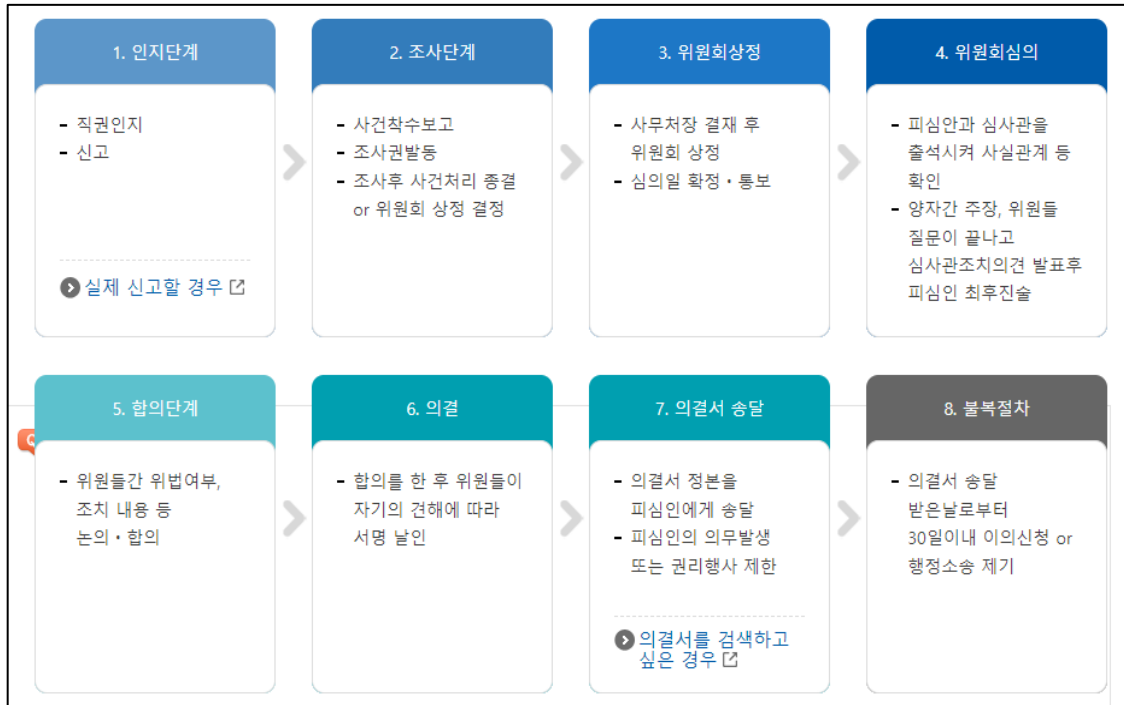 1. 인지단계
- 직권인지
- 신고
실제 신고할 경우
2. 조사단계
- 사건착수보고
- 조사권발동
- 조사후 사건처리 종결
or 위원회 상정 결정
3. 위원회상정
- 사무처장 결재 후
위원회 상정
- 심의일 확정・통보
4. 위원회심의
- 피심안과 심사관을
출석시켜 사실관계 등
확인
- 양자간 주장, 위원들
질문이 끝나고
심사관조치의견 발표후
피심인 최후진술
5. 합의단계
- 위원들간 위법여부,
조치 내용 등
논의・합의
6. 의결
- 합의를 한 후 위원들이
자기의 견해에 따라
서명 날인
7. 의결서 송달
- 의결서 정본을
피심인에게 송달
- 피심인의 의무발생
또는 권리행사 제한
의결서를 검색하고
싶은 경우
8. 불복절차
- 의결서 송달
받은날로부터
30일이내 이의신청 or
행정소송 제기